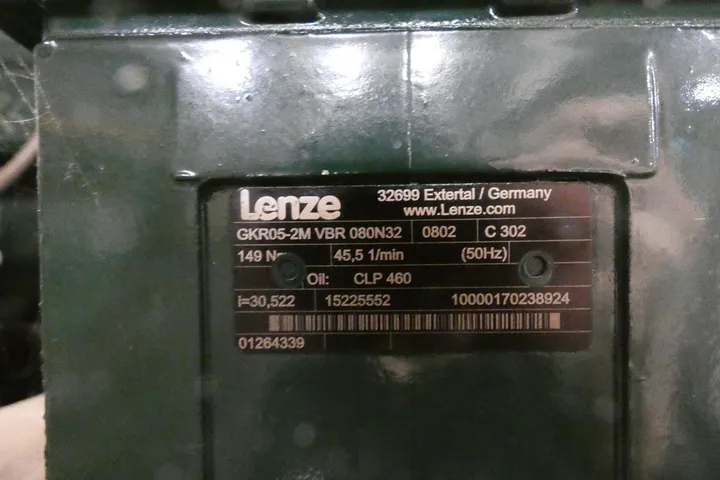 Lenze 32699 Extertal / Germany
www.Lenze.com
GKR05-2M VBR 080N32 0802 C 302
149 N 45,5 1/min (50Hz)
Oil: CLP 460
i=30,522 15225552 10000170238924
01264339